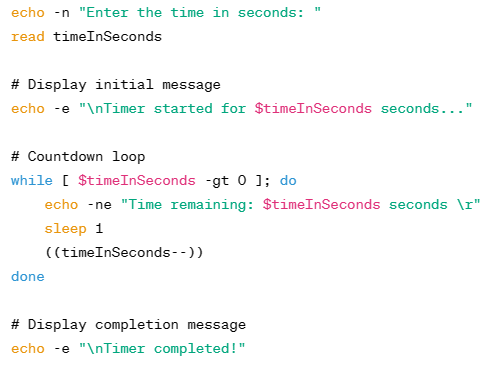 echo -n "Enter the time in seconds: "
read timeInSeconds

# Display initial message
echo -e "\nTimer started for $timeInSeconds seconds..."

# Countdown loop
while [ $timeInSeconds -gt 0 ]; do
    echo -ne "Time remaining: $timeInSeconds seconds \r"
    sleep 1
    ((timeInSeconds--))
done

# Display completion message
echo -e "\nTimer completed!"